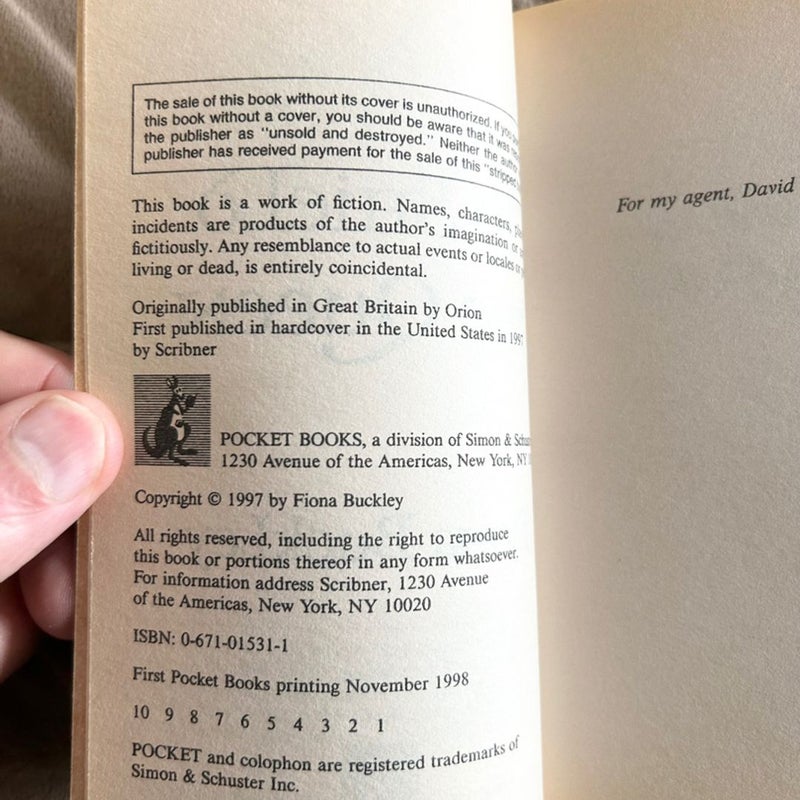 The sale of this book without its cover is unauthorized. If you
this book without a cover, you should be aware that it was
the publisher as "unsold and destroyed." Neither the author
publisher has received payment for the sale of this "stripped
This book is a work of fiction. Names, characters,
incidents are products of the author's imagination or
fictitiously. Any resemblance to actual events or locales or
living or dead, is entirely coincidental.
Originally published in Great Britain by Orion
First published in hardcover in the United States in 1997
by Scribner
POCKET BOOKS, a division of Simon &
1230 Avenue of the Americas, New York, NY
Copyright © 1997 by Fiona Buckley
All rights reserved, including the right to reproduce
this book or portions thereof in any form whatsoever.
For information address Scribner, 1230 Avenue
of the Americas, New York, NY 10020
ISBN: 0-671-01531-1
First Pocket Books printing November 1998
10 9 8 7 6 5 4 3 2 1
POCKET and colophon are registered trademarks of
Simon & Schuster Inc.
For my agent, David